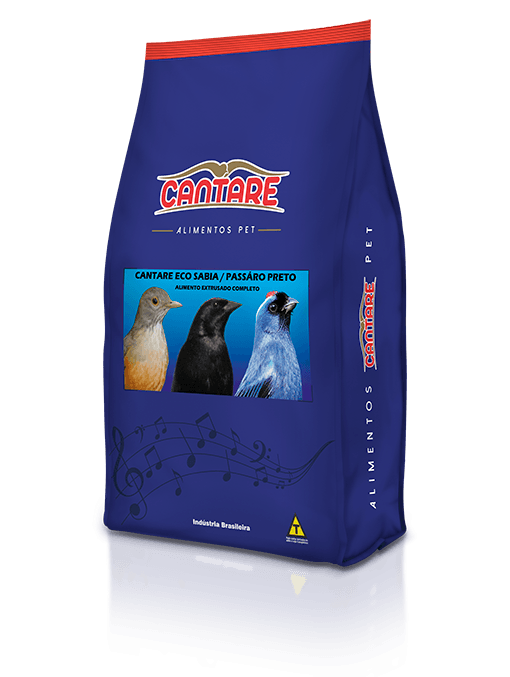 CANTARE
ALIMENTOS PET
CANTARE ECO SABIA / PASSÁRO PRETO
ALIMENTO EXTRUSADO COMPLETO
Indústria Brasileira
T
ALIMENTOS CANTARE PET